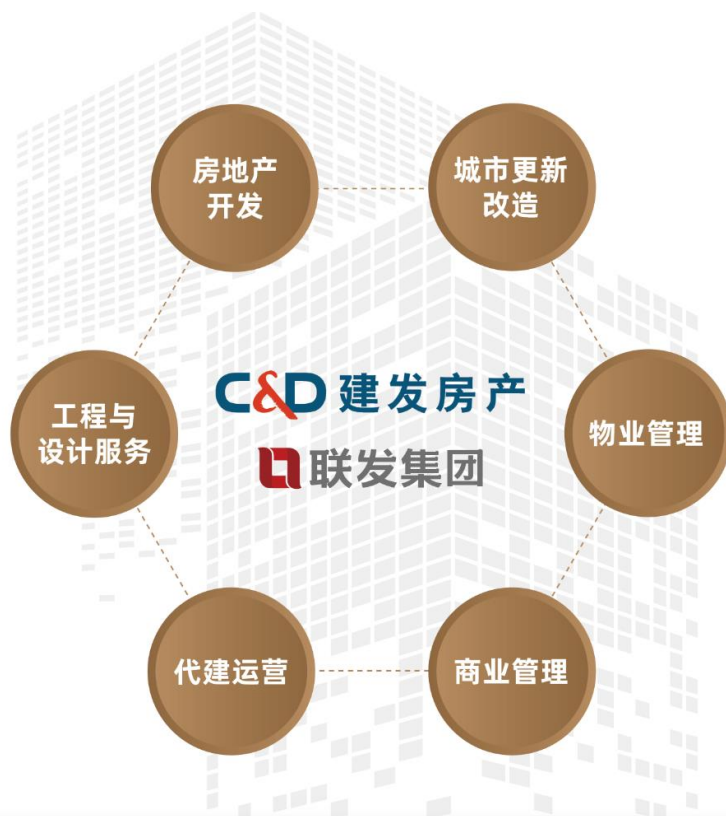 房地产
开发
城市更新
改造
工程与
设计服务
C&D 建发房产
联发集团
物业管理
代建运营
商业管理